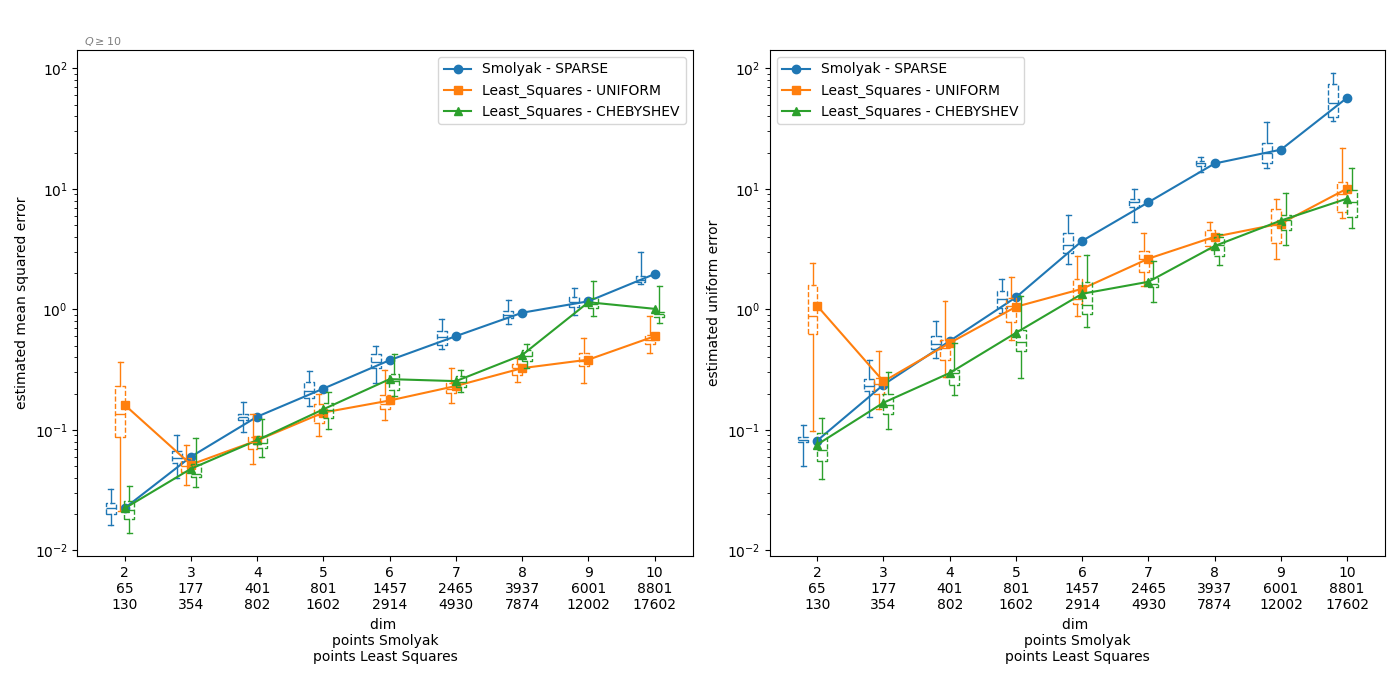 Q ≥ 10
estimated mean squared error
10²
10¹
10⁰
10⁻¹
10⁻²
Smolyak - SPARSE
Least_Squares - UNIFORM
Least_Squares - CHEBYSHEV
2 3 4 5 6 7 8 9 10
65 177 401 801 1457 2465 3937 6001 8801
130 354 802 1602 2914 4930 7874 12002 17602
dim
points Smolyak
points Least Squares
estimated uniform error
10²
10¹
10⁰
10⁻¹
10⁻²
Smolyak - SPARSE
Least_Squares - UNIFORM
Least_Squares - CHEBYSHEV
2 3 4 5 6 7 8 9 10
65 177 401 801 1457 2465 3937 6001 8801
130 354 802 1602 2914 4930 7874 12002 17602
dim
points Smolyak
points Least Squares